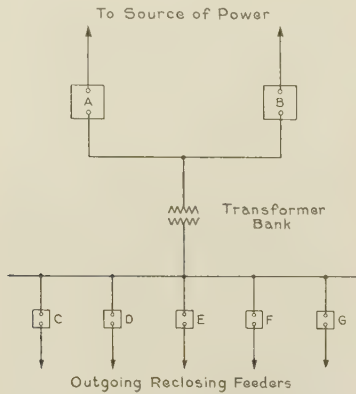 To Source of Power
A
B
Transformer
Bank
C
D
E
F
G
Outgoing Reclosing Feeders